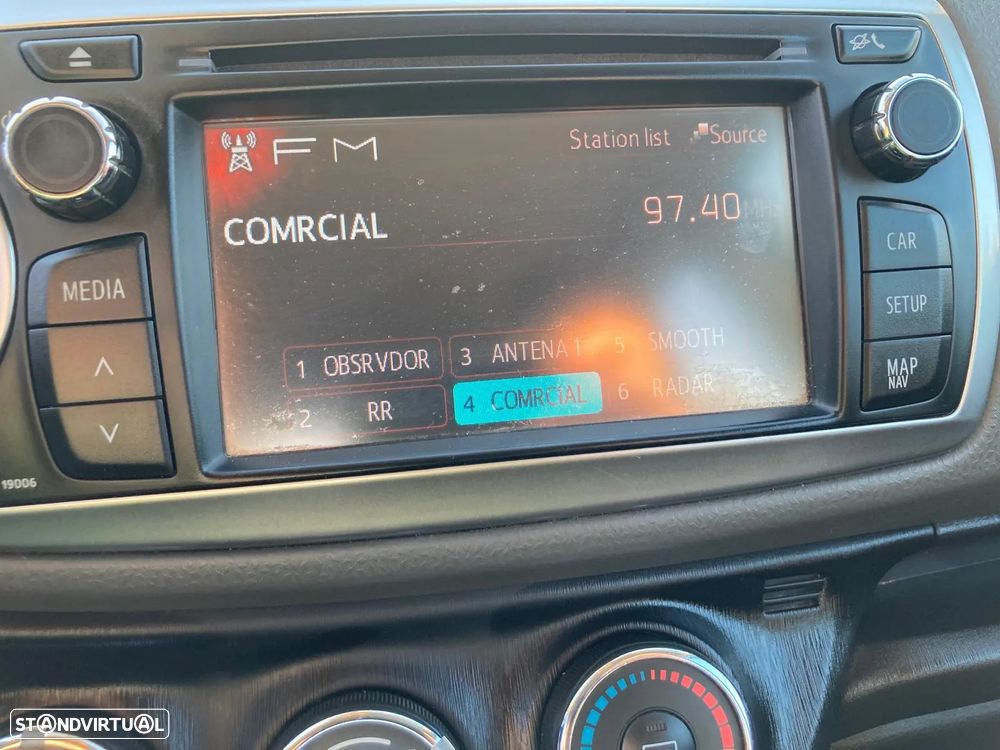 FM Station list Source
COMRCIAL 97.40 MHz
1 OBSRVDOR 3 ANTENA 1 5 SMOOTH
2 RR 4 COMRCIAL 6 RADAR
MEDIA
CAR
SETUP
MAP
NAV
19006
STANDVIRTUAL